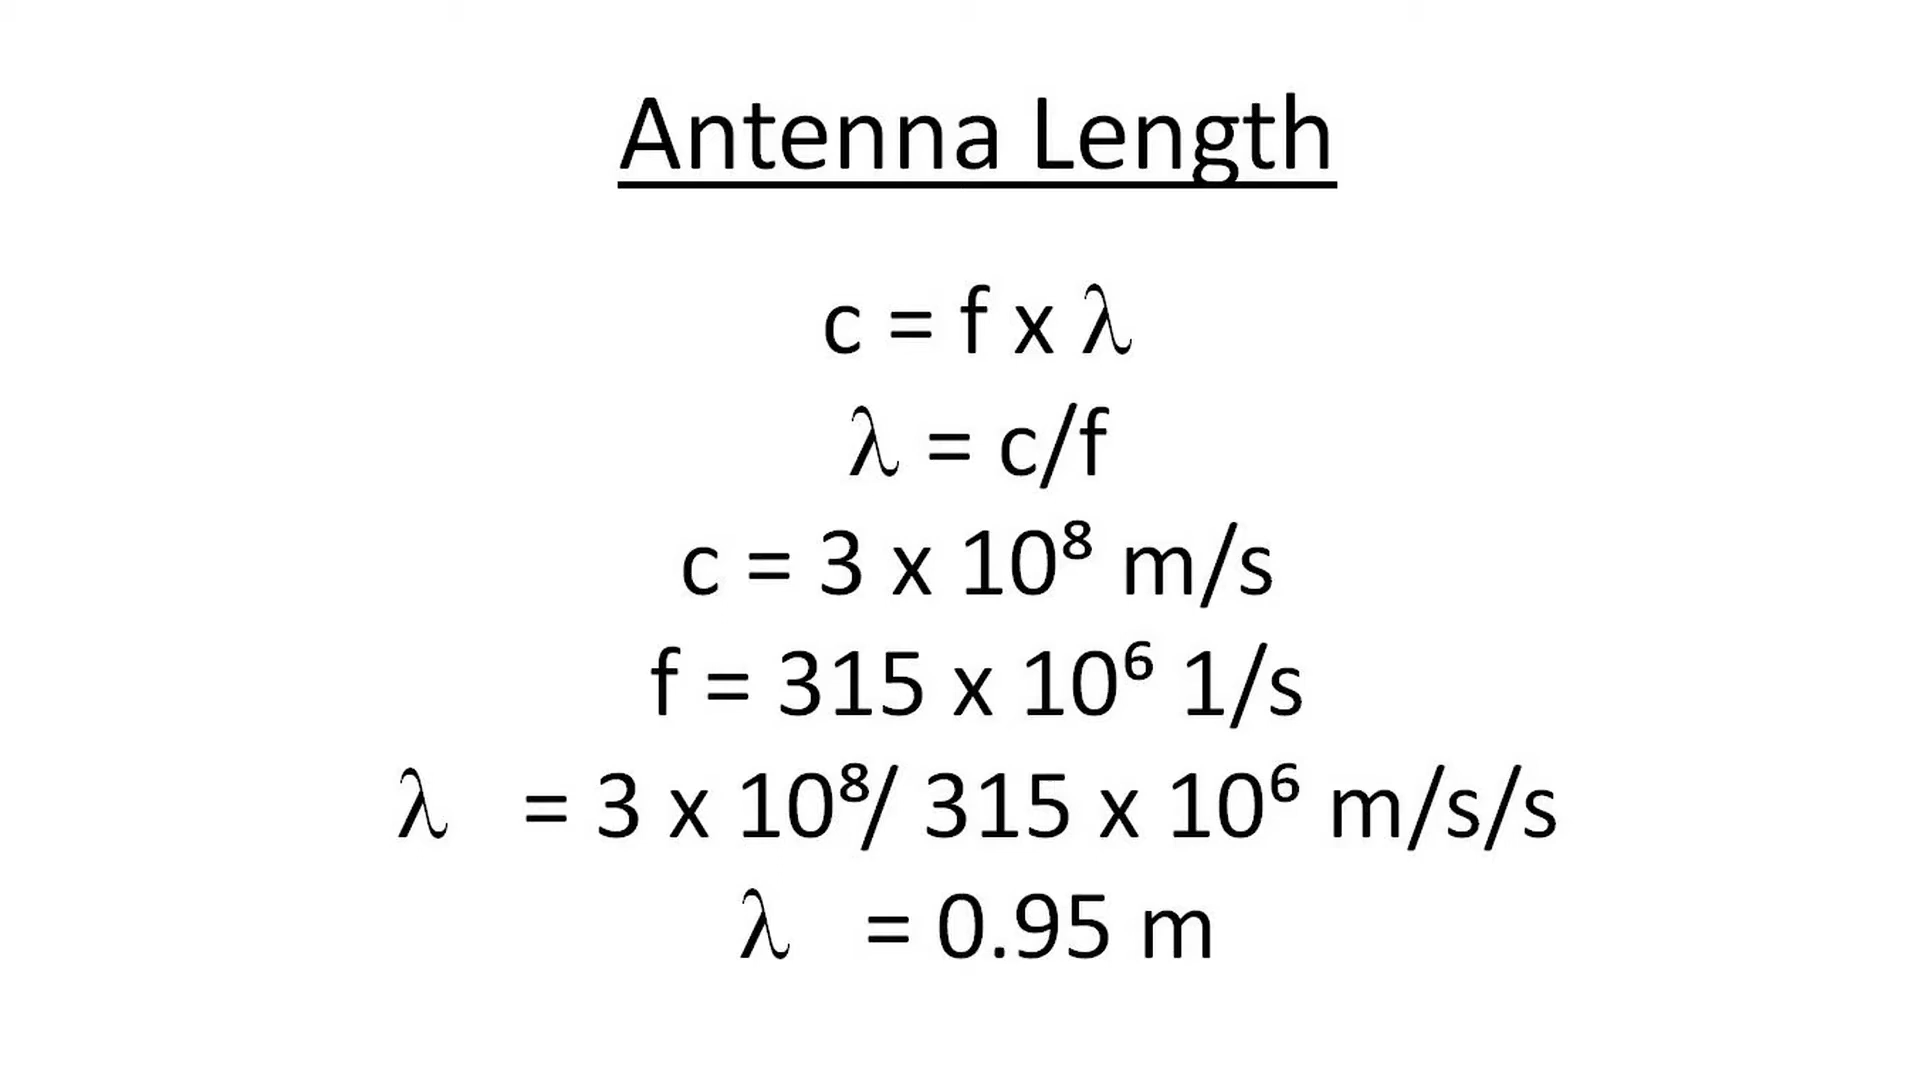 Antenna Length
c = f x λ
λ = c/f
c = 3 x 10⁸ m/s
f = 315 x 10⁶ 1/s
λ = 3 x 10⁸/ 315 x 10⁶ m/s/s
λ = 0.95 m